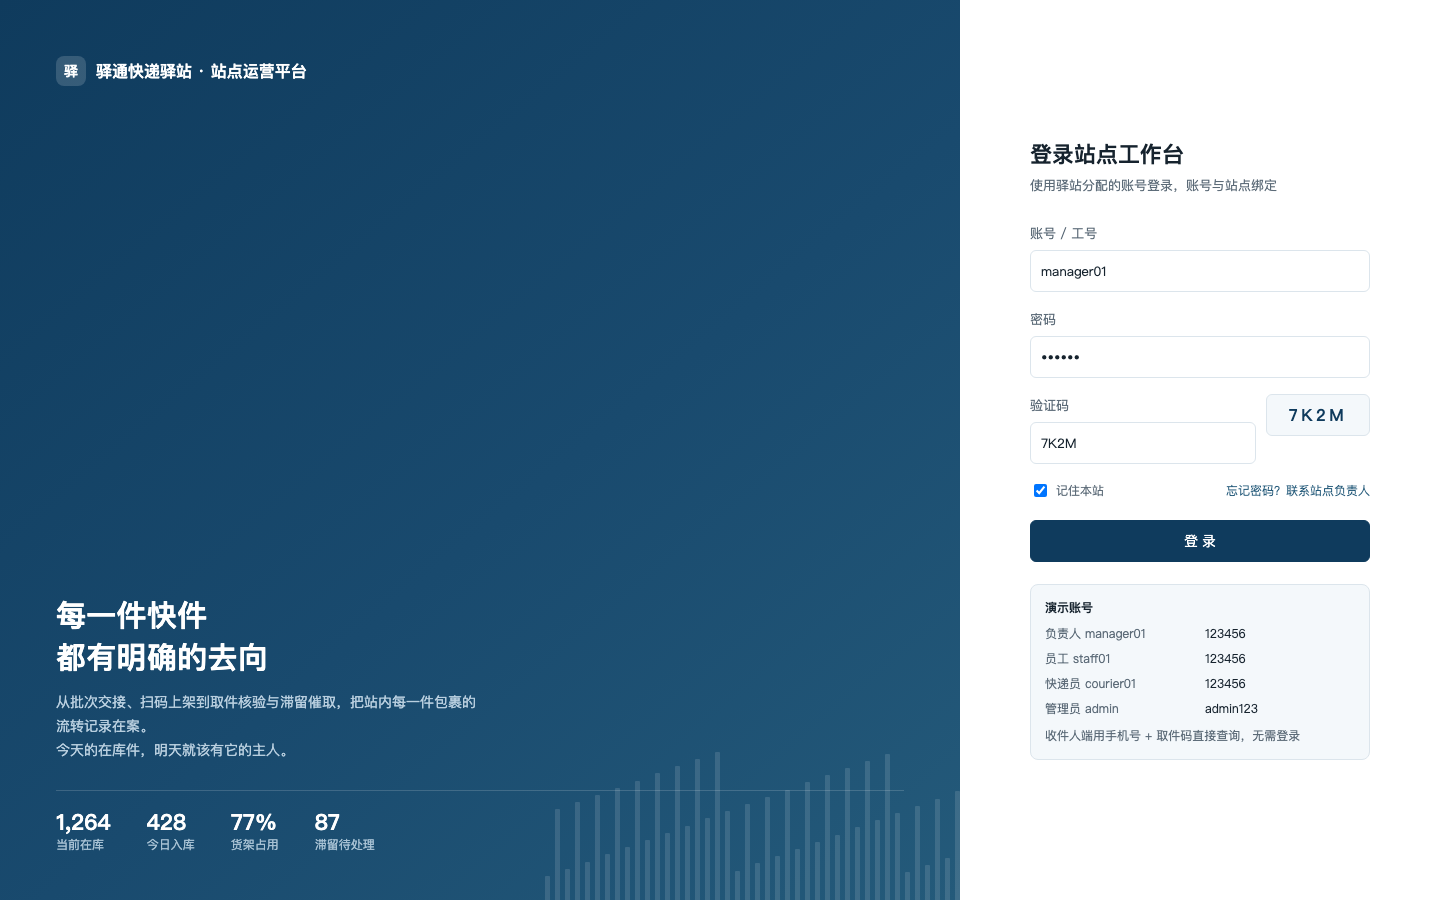 驿 驿通快递驿站 · 站点运营平台
每一件快件
都有明确的去向
从批次交接、扫码上架到取件核验与滞留催取，把站内每一件包裹的
流转记录在案。
今天的在库件，明天就该有它的主人。
1,264 428 77% 87
当前在库 今日入库 货架占用 滞留待处理
登录站点工作台
使用驿站分配的账号登录，账号与站点绑定
账号 / 工号
manager01
密码
••••••
验证码
7K2M
7K2M
记住本站 忘记密码？联系站点负责人
登 录
演示账号
负责人 manager01 123456
员工 staff01 123456
快递员 courier01 123456
管理员 admin admin123
收件人端用手机号 + 取件码直接查询，无需登录